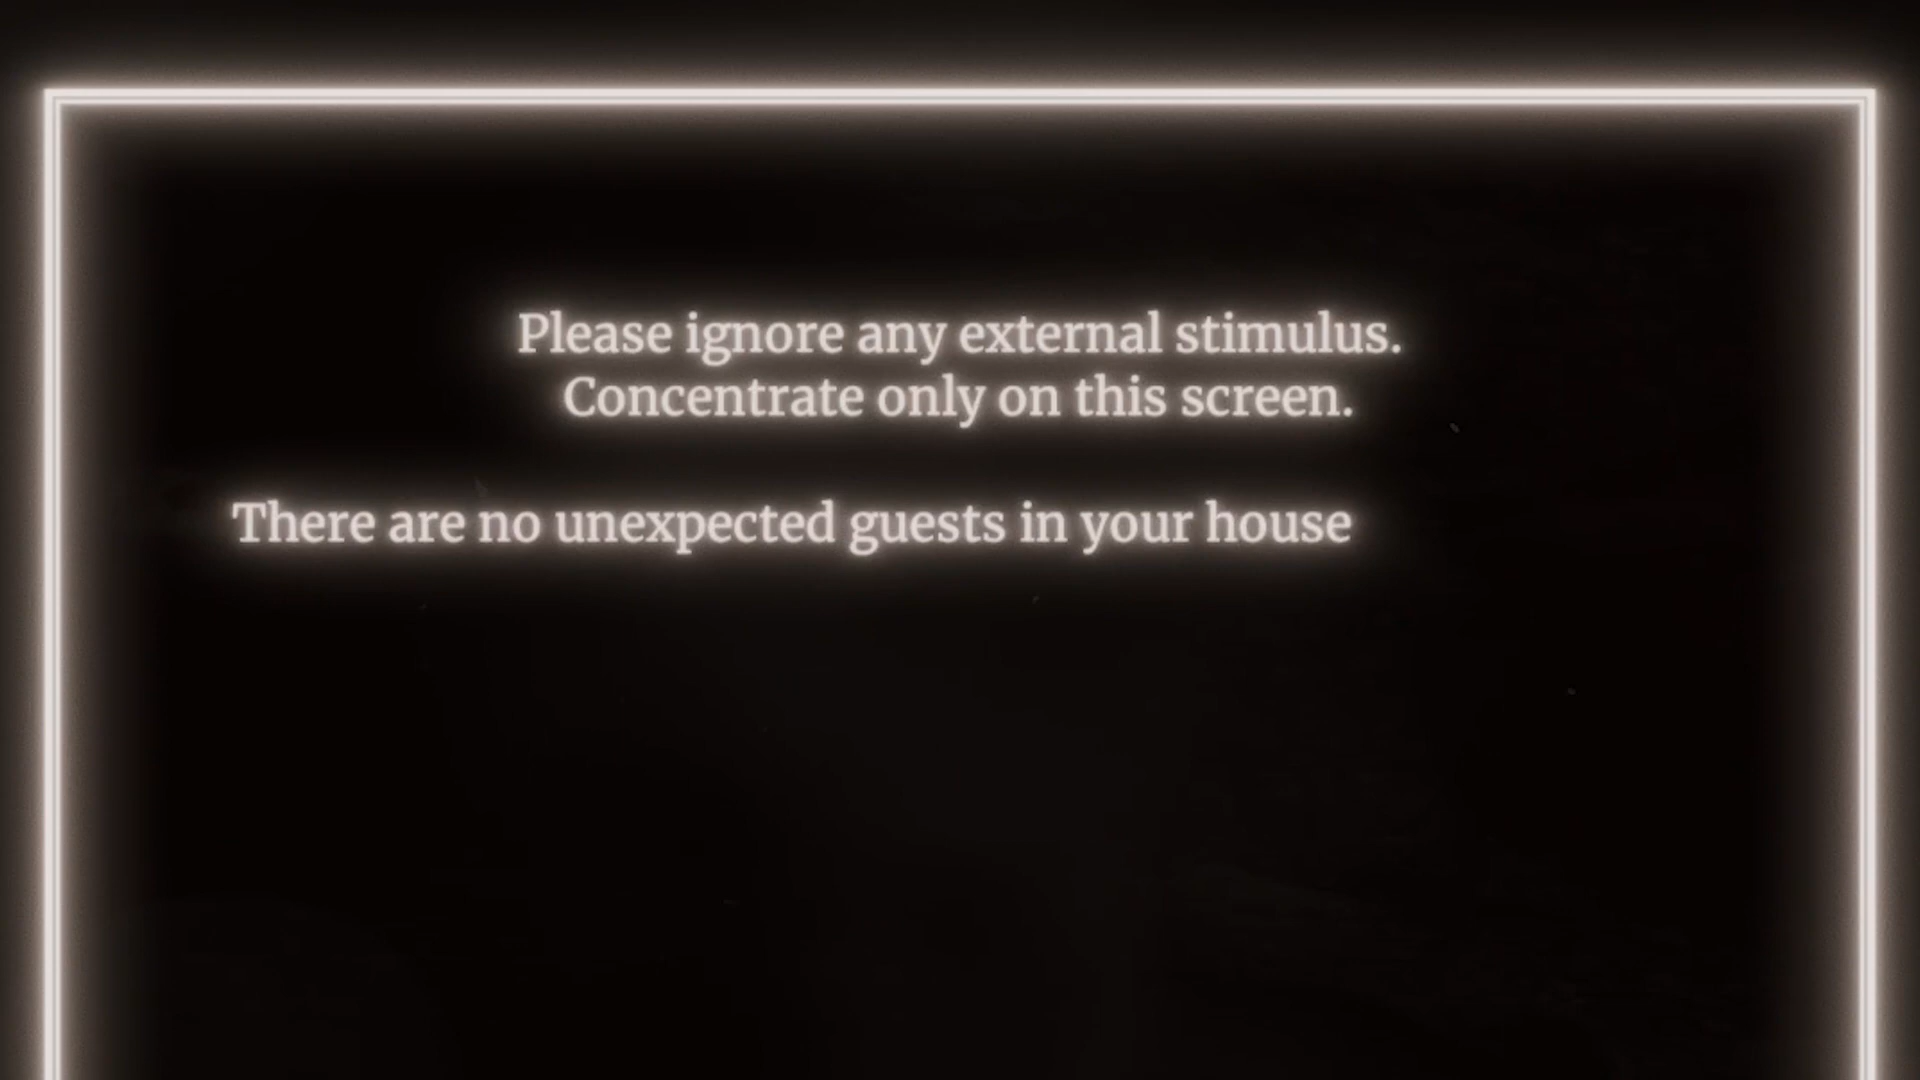 Please ignore any external stimulus.
Concentrate only on this screen.
There are no unexpected guests in your house